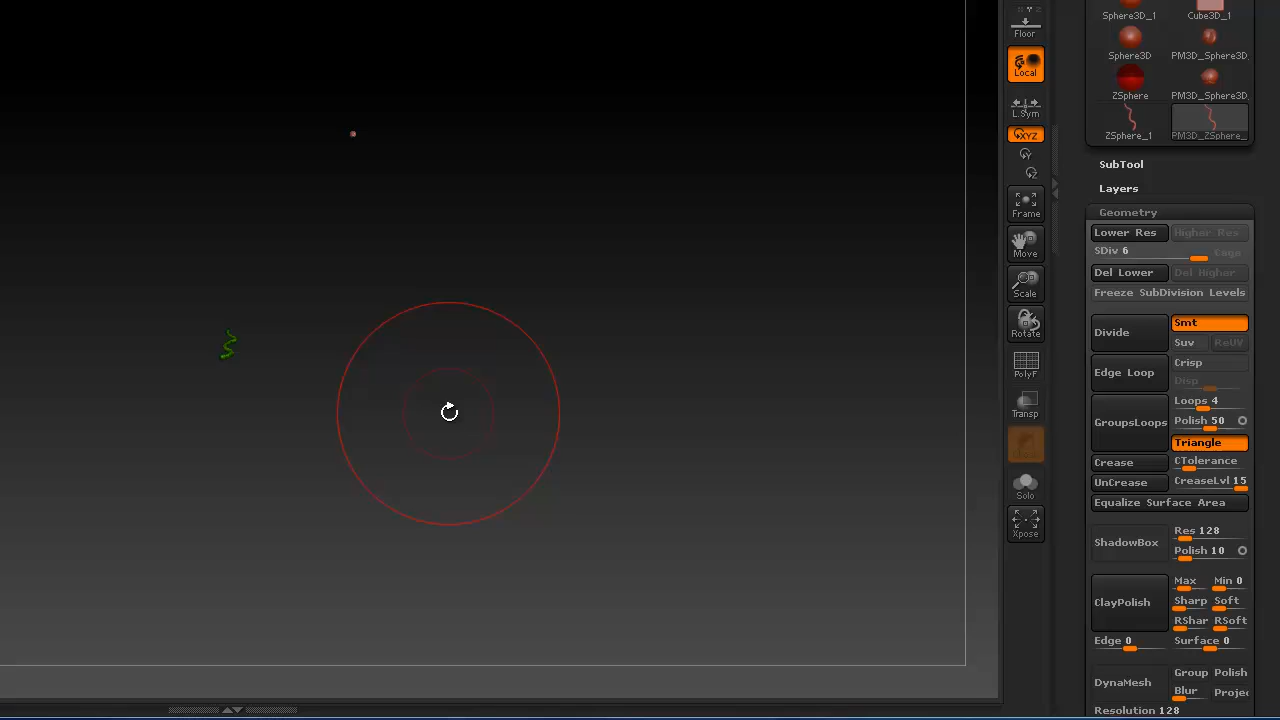 Floor
Local
L.Sym
XYZ
Frame
Move
Scale
Rotate
PolyF
Transp
Solo
Xpose
Sphere3D_1
Cube3D_1
Sphere3D
PM3D_Sphere3D_
ZSphere
PM3D_Sphere3D_
ZSphere_1
PM3D_ZSphere_
SubTool
Layers
Geometry
Lower Res
Higher Res
SDiv 6
Cage
Del Lower
Del Higher
Freeze SubDivision Levels
Divide
Smt
Suv
ReUV
Edge Loop
Crisp
Disp
GroupsLoops
Loops 4
Polish 50
Triangle
Crease
CTolerance
UnCrease
CreaseLvl 15
Equalize Surface Area
ShadowBox
Res 128
Polish 10
ClayPolish
Max
Min 0
Sharp
Soft
RShar
RSoft
Edge 0
Surface 0
DynaMesh
Group
Polish
Blur
Projec
Resolution 128